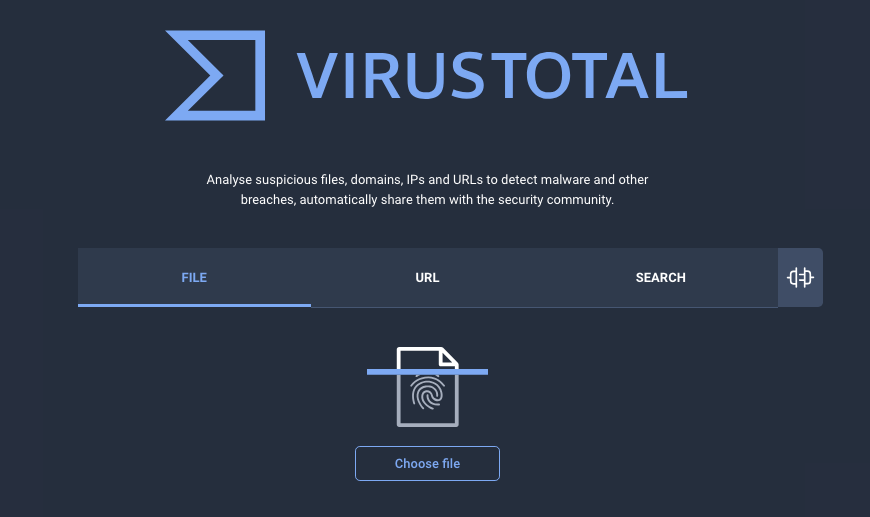 VIRUSTOTAL
Analyse suspicious files, domains, IPs and URLs to detect malware and other
breaches, automatically share them with the security community.
FILE
URL
SEARCH
Choose file